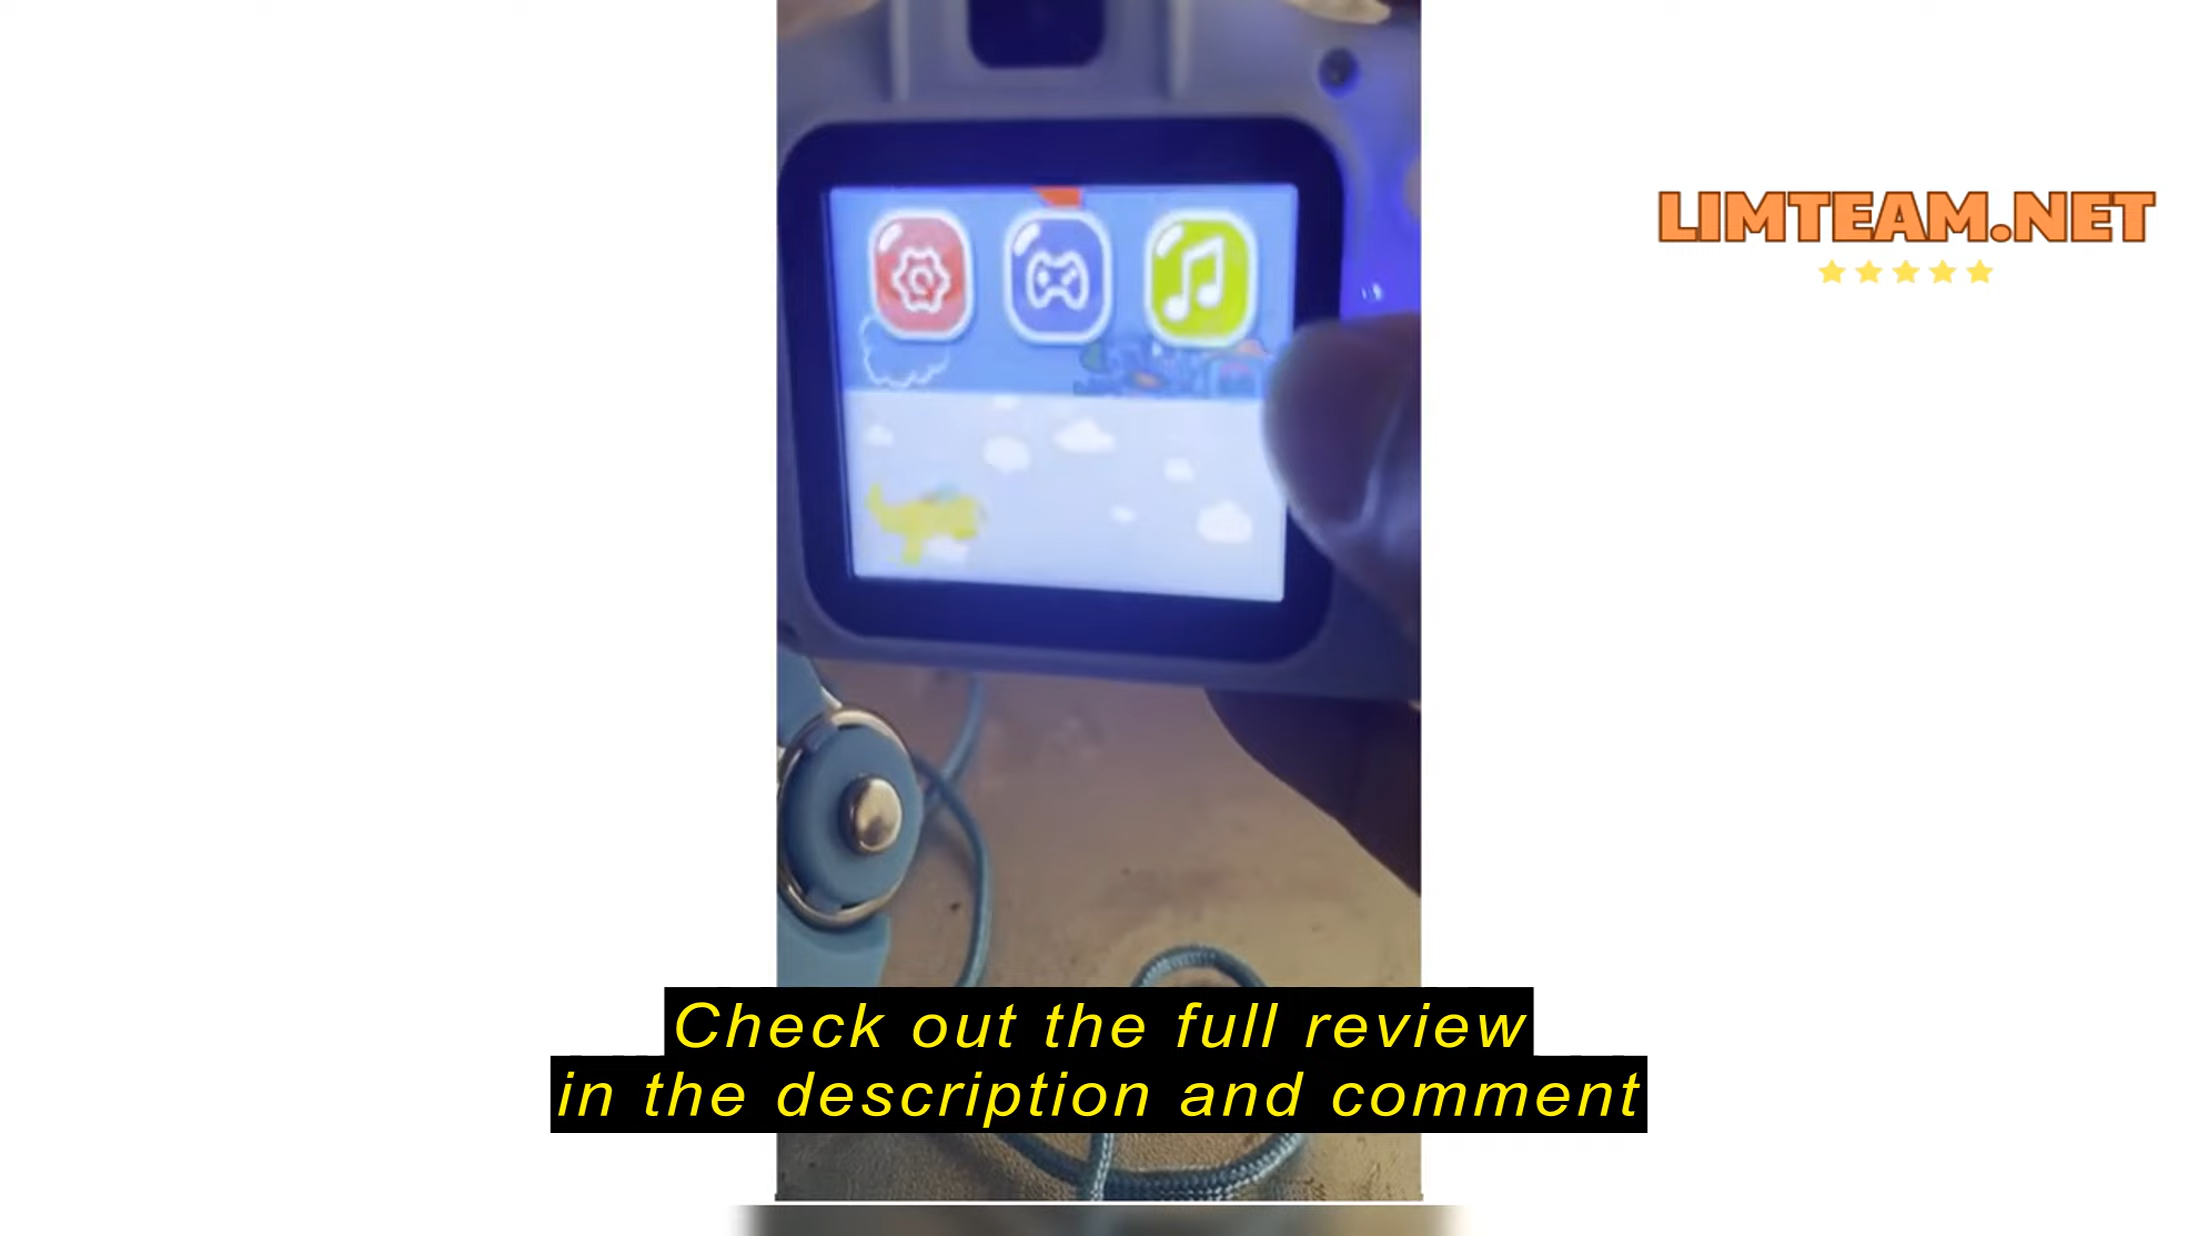 LIMTEAM.NET
Check out the full review
in the description and comment